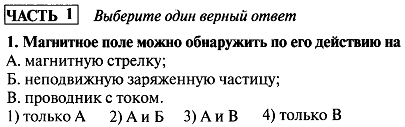 ЧАСТЬ 1 Выберите один верный ответ
1. Магнитное поле можно обнаружить по его действию на
А. магнитную стрелку;
Б. неподвижную заряженную частицу;
В. проводник с током.
1) только А 2) А и Б 3) А и В 4) только В